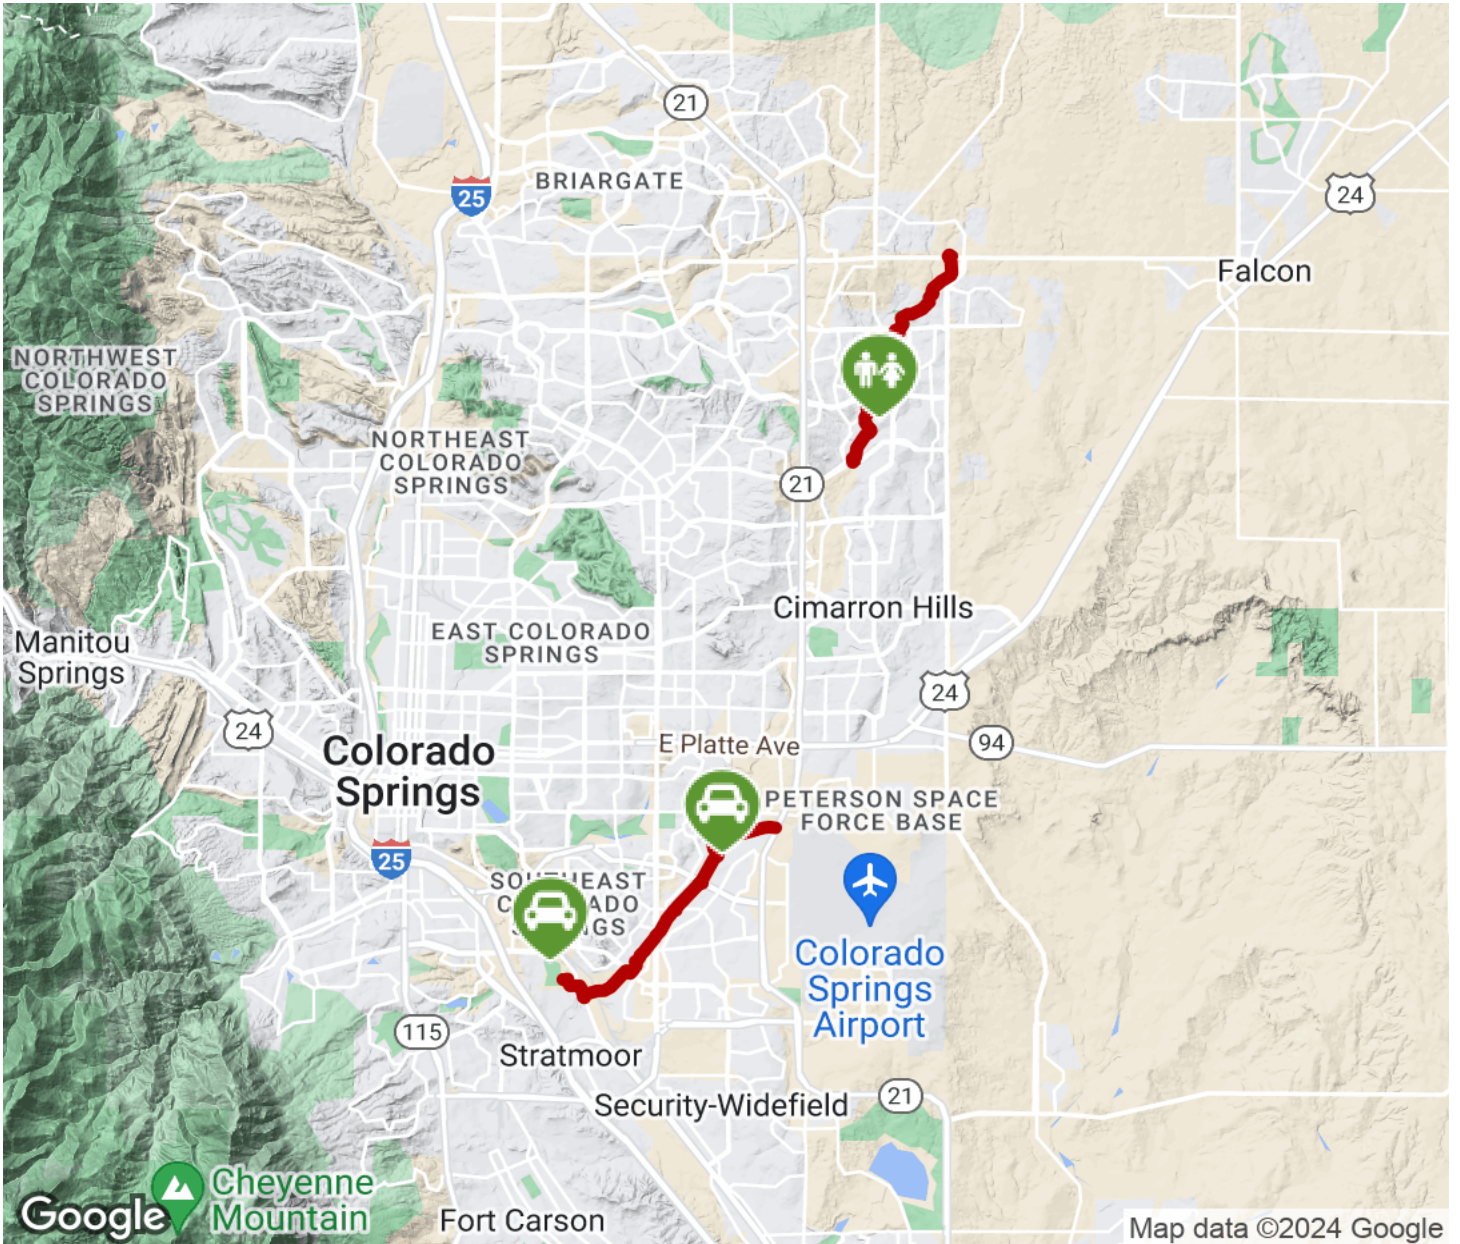 21
BRIARGATE
25
24
Falcon
NORTHWEST
COLORADO
SPRINGS
NORTHEAST
COLORADO
SPRINGS
21
Cimarron Hills
EAST COLORADO
SPRINGS
Manitou
Springs
24
24
94
E Platte Ave
Colorado
Springs
PETERSON SPACE
FORCE BASE
25
SOUTHEAST
Colorado
Springs
Airport
115
Stratmoor
Security-Widefield
21
Cheyenne
Mountain
Google
Fort Carson
Map data ©2024 Google